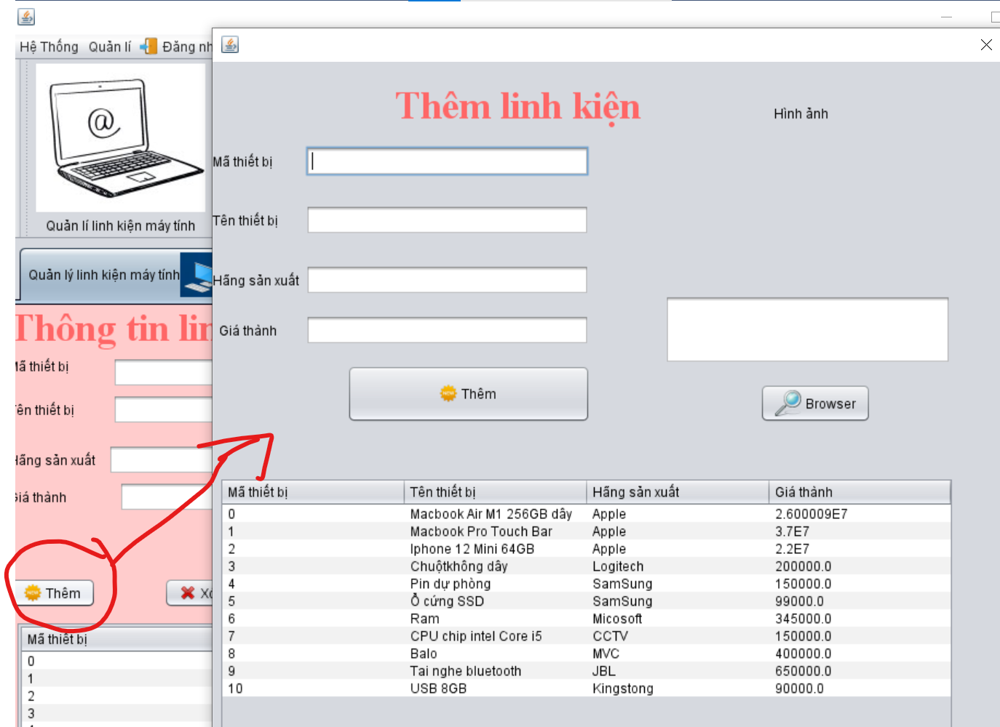 Hệ Thống Quản lí Đăng nh
@
Quản lí linh kiện máy tính
Quản lý linh kiện máy tính
Thông tin lin
Mã thiết bị
Tên thiết bị
Hãng sản xuất
Giá thành
Thêm Xó
Mã thiết bị
0
1
2
3
Thêm linh kiện
Hình ảnh
Mã thiết bị
Tên thiết bị
Hãng sản xuất
Giá thành
NEW Thêm
Browser
Mã thiết bị Tên thiết bị Hãng sản xuất Giá thành
0 Macbook Air M1 256GB dây Apple 2.600009E7
1 Macbook Pro Touch Bar Apple 3.7E7
2 Iphone 12 Mini 64GB Apple 2.2E7
3 Chuộtkhông dây Logitech 200000.0
4 Pin dự phòng SamSung 150000.0
5 Ổ cứng SSD SamSung 99000.0
6 Ram Micosoft 345000.0
7 CPU chip intel Core i5 CCTV 150000.0
8 Balo MVC 400000.0
9 Tai nghe bluetooth JBL 650000.0
10 USB 8GB Kingstong 90000.0